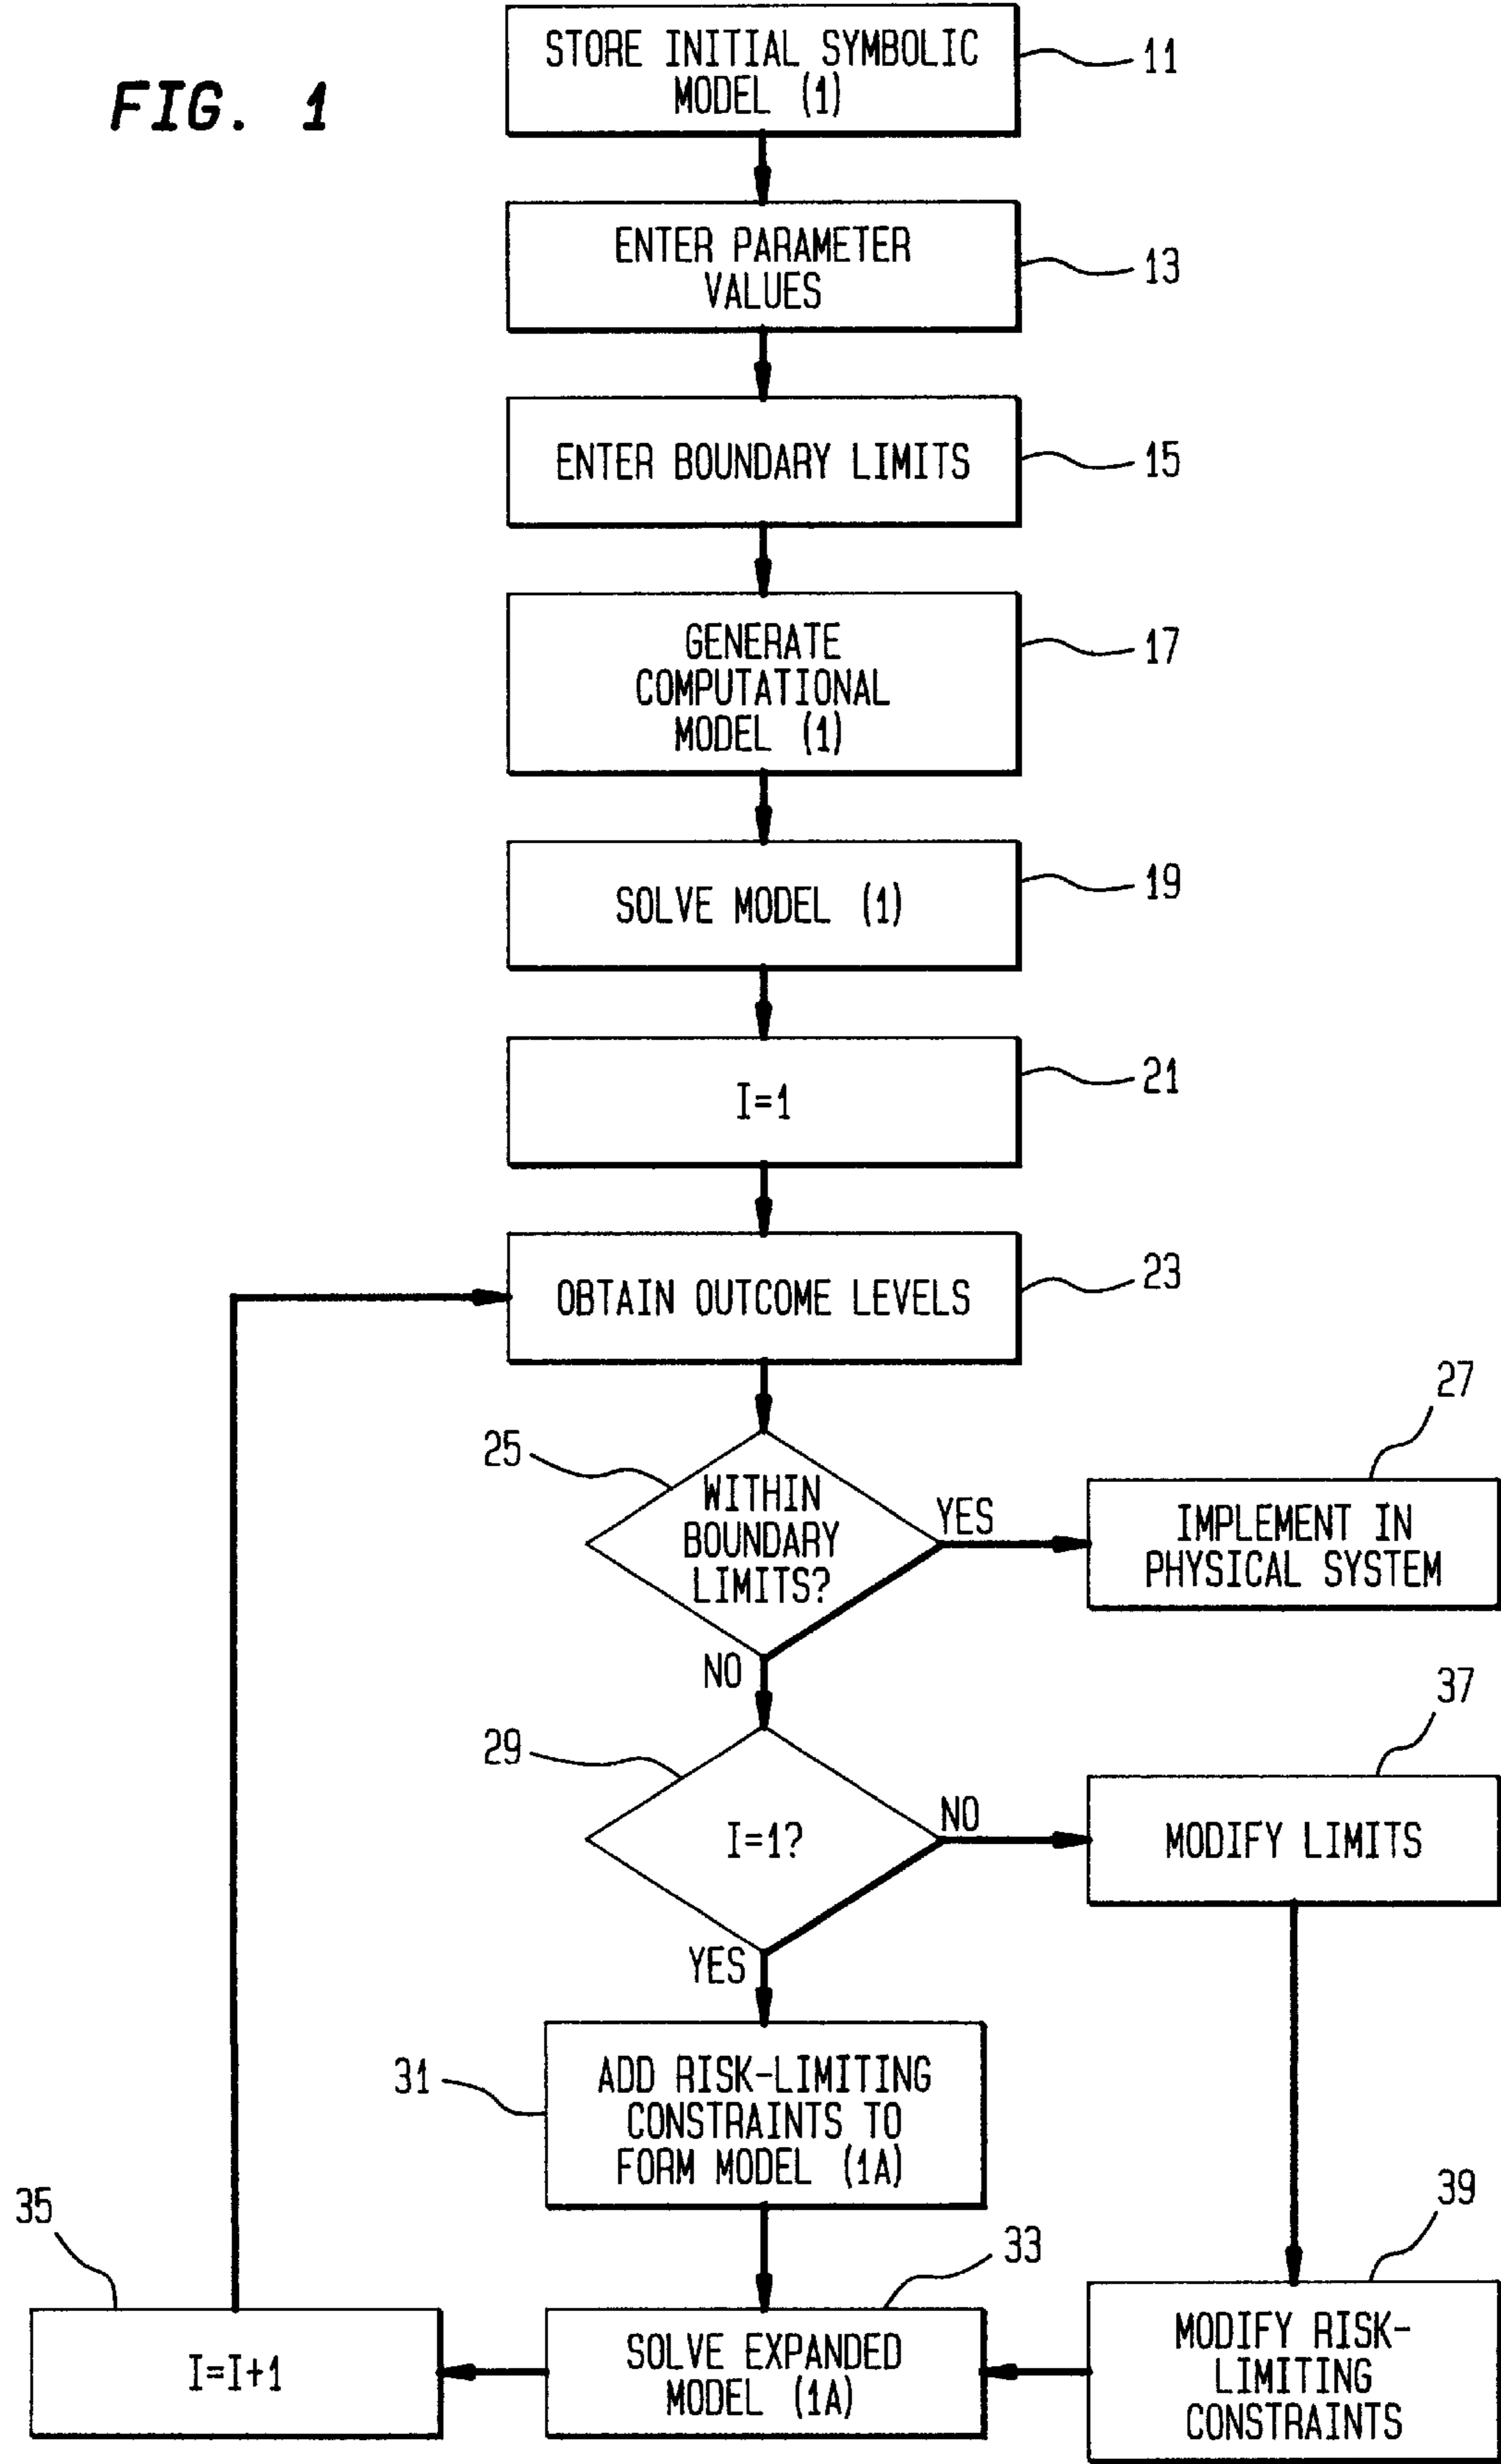 FIG. 1
STORE INITIAL SYMBOLIC
MODEL (1)
11
ENTER PARAMETER
VALUES
13
ENTER BOUNDARY LIMITS
15
GENERATE
COMPUTATIONAL
MODEL (1)
17
SOLVE MODEL (1)
19
I=1
21
OBTAIN OUTCOME LEVELS
23
25
WITHIN
BOUNDARY
LIMITS?
YES
NO
27
IMPLEMENT IN
PHYSICAL SYSTEM
29
I=1?
NO
YES
37
MODIFY LIMITS
31
ADD RISK-LIMITING
CONSTRAINTS TO
FORM MODEL (1A)
35
I=I+1
33
SOLVE EXPANDED
MODEL (1A)
39
MODIFY RISK-
LIMITING
CONSTRAINTS